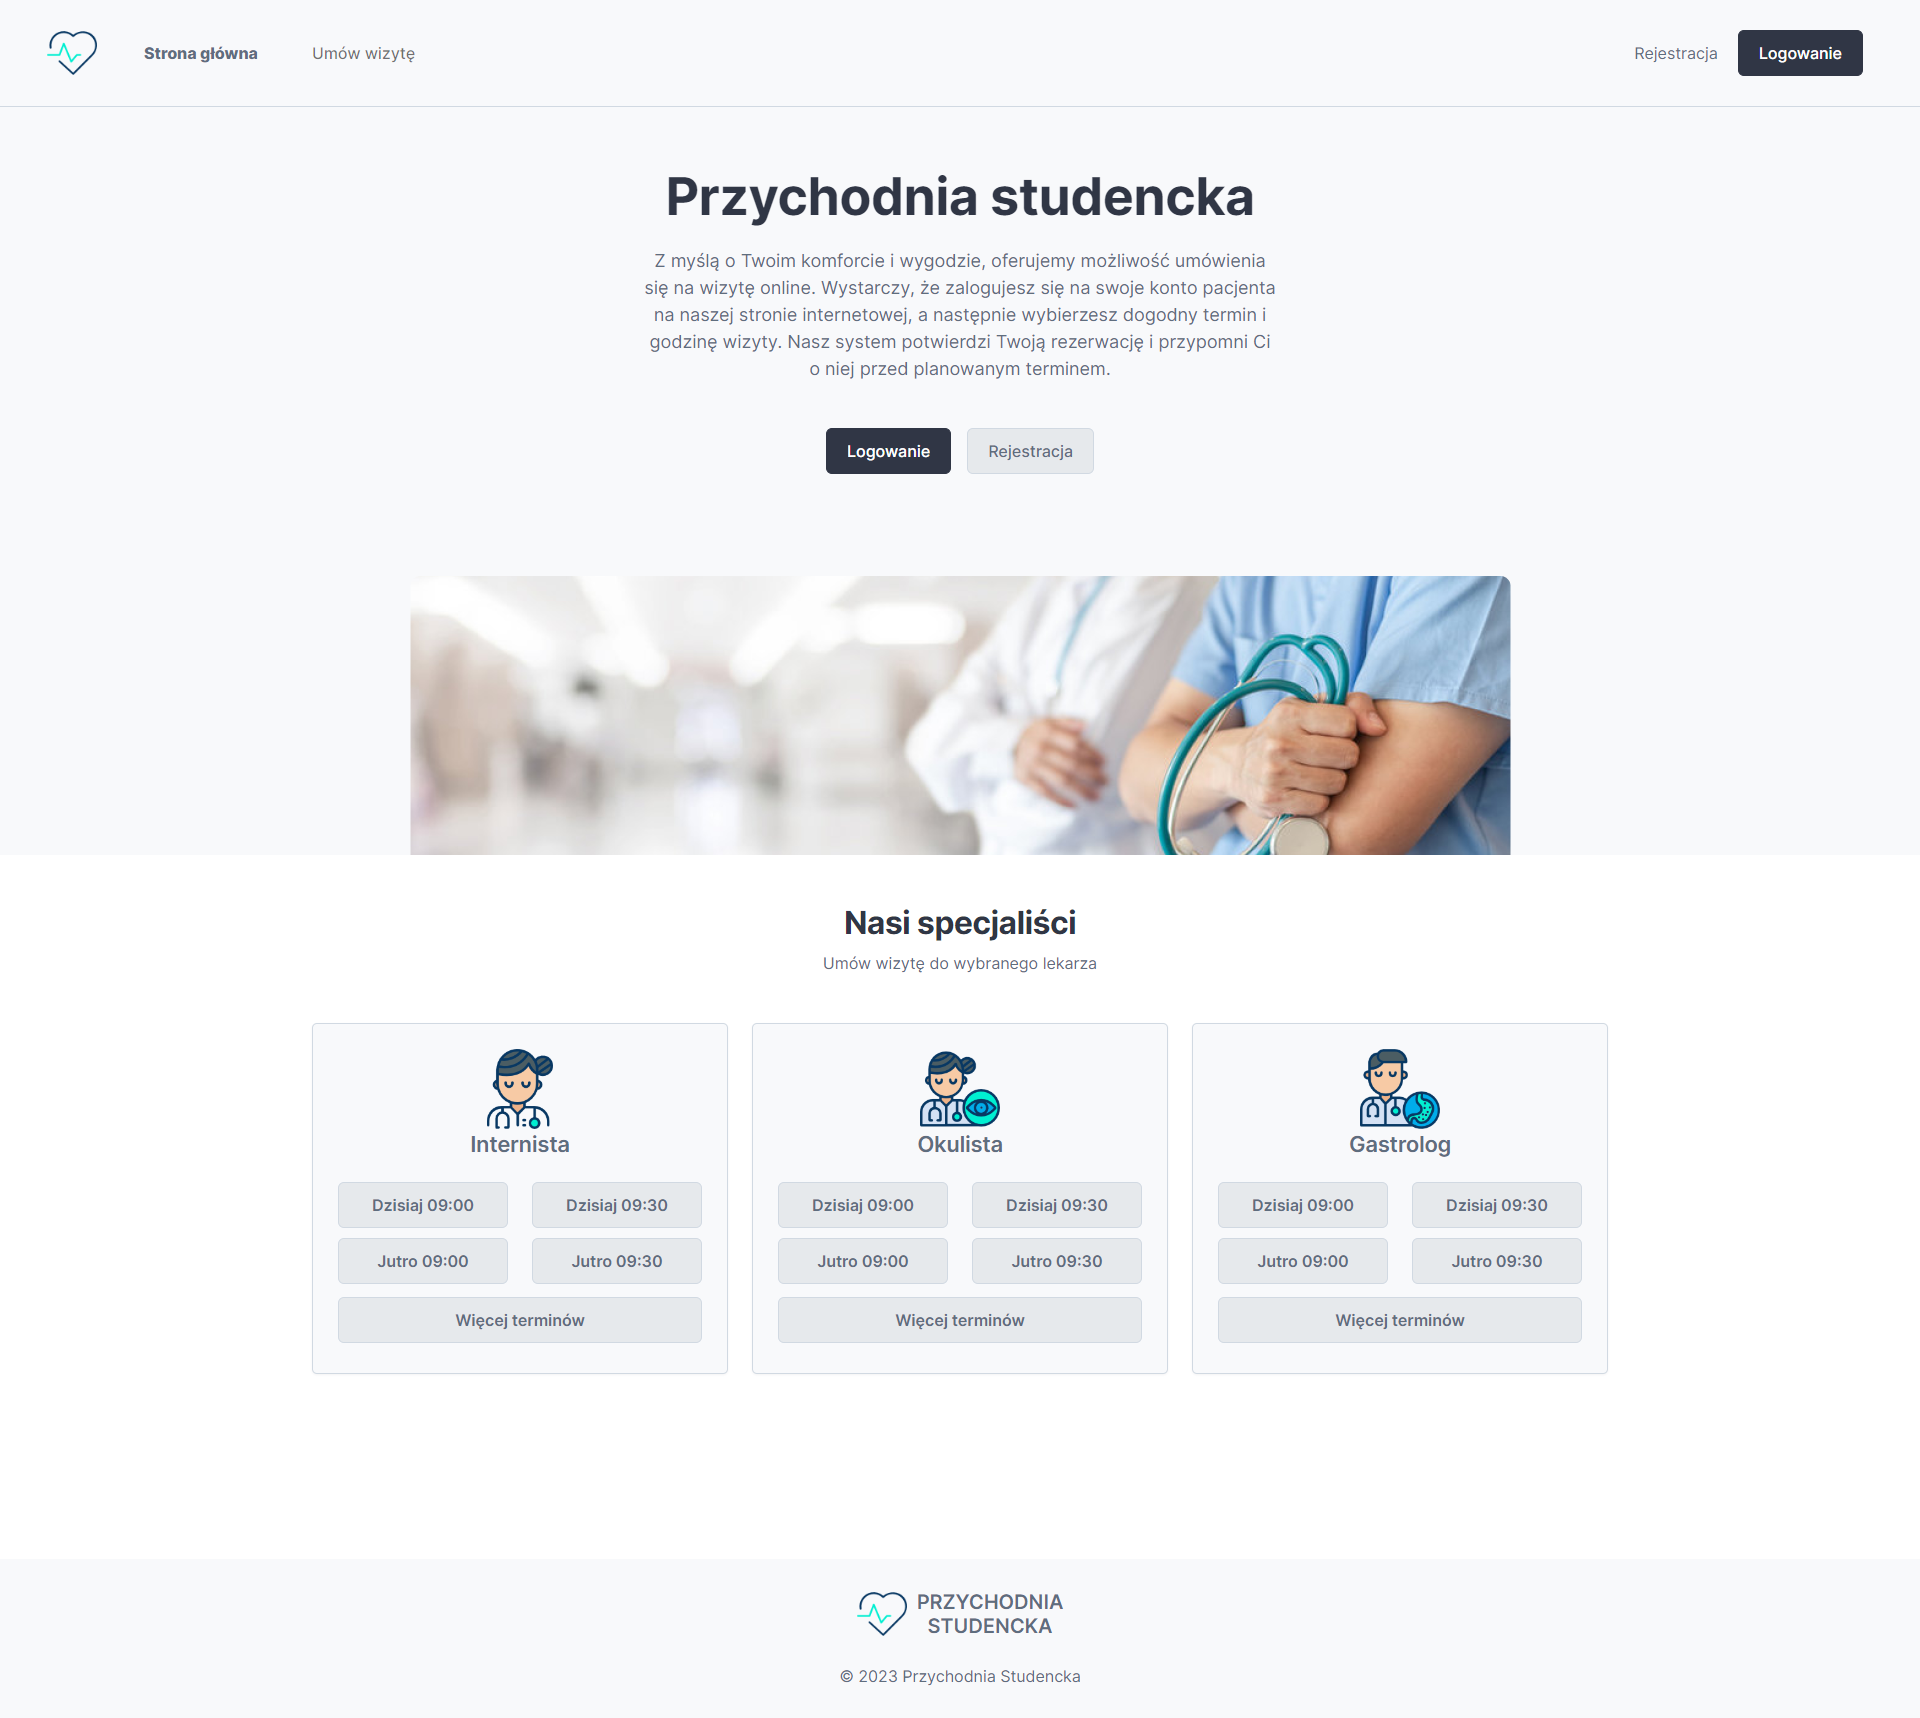 Strona główna
Umów wizytę
Rejestracja
Logowanie
Przychodnia studencka
Z myślą o Twoim komforcie i wygodzie, oferujemy możliwość umówienia
się na wizytę online. Wystarczy, że zalogujesz się na swoje konto pacjenta
na naszej stronie internetowej, a następnie wybierzesz dogodny termin i
godzinę wizyty. Nasz system potwierdzi Twoją rezerwację i przypomni Ci
o niej przed planowanym terminem.
Logowanie
Rejestracja
Nasi specjaliści
Umów wizytę do wybranego lekarza
Internista
Dzisiaj 09:00
Dzisiaj 09:30
Jutro 09:00
Jutro 09:30
Więcej terminów
Okulista
Dzisiaj 09:00
Dzisiaj 09:30
Jutro 09:00
Jutro 09:30
Więcej terminów
Gastrolog
Dzisiaj 09:00
Dzisiaj 09:30
Jutro 09:00
Jutro 09:30
Więcej terminów
PRZYCHODNIA
STUDENCKA
© 2023 Przychodnia Studencka